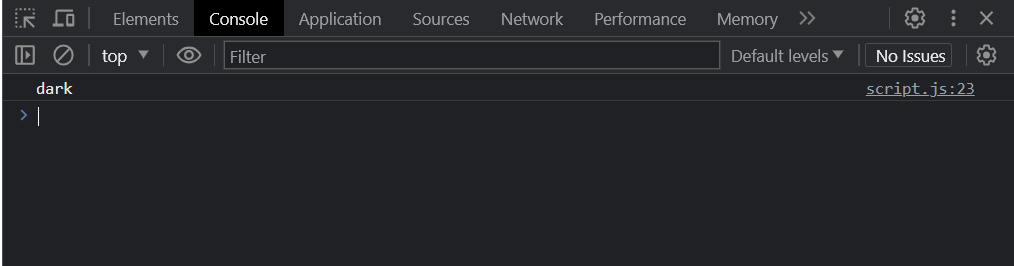 Elements Console Application Sources Network Performance Memory
top Filter Default levels No Issues
dark script.js:23